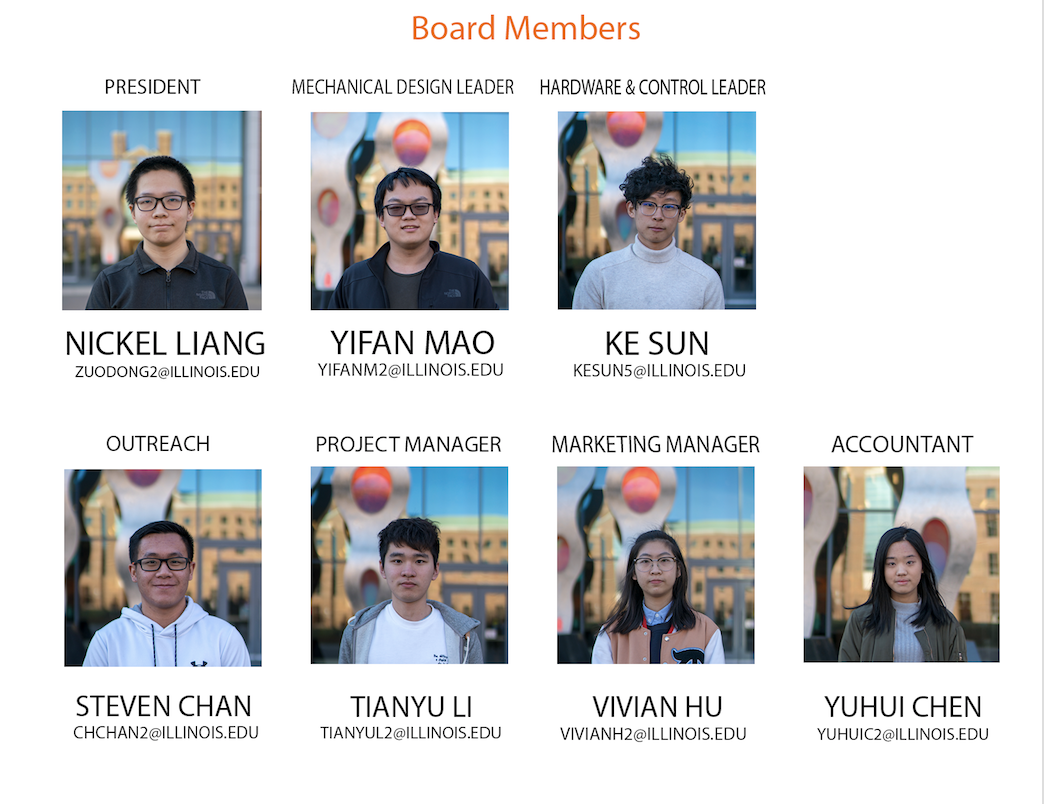 Board Members
PRESIDENT
MECHANICAL DESIGN LEADER
HARDWARE & CONTROL LEADER
NICKEL LIANG
YIFAN MAO
KE SUN
ZUODONG2@ILLINOIS.EDU
YIFANM2@ILLINOIS.EDU
KESUN5@ILLINOIS.EDU
OUTREACH
PROJECT MANAGER
MARKETING MANAGER
ACCOUNTANT
STEVEN CHAN
TIANYU LI
VIVIAN HU
YUHUI CHEN
CHCHAN2@ILLINOIS.EDU
TIANYUL2@ILLINOIS.EDU
VIVIANH2@ILLINOIS.EDU
YUHUIC2@ILLINOIS.EDU